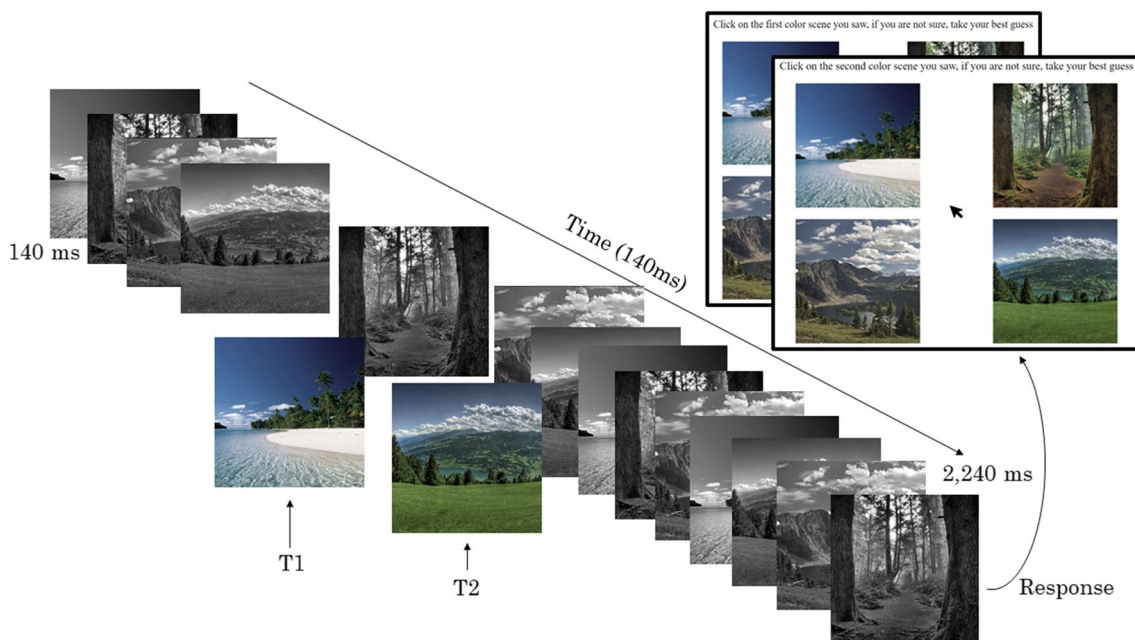 Click on the first color scene you saw, if you are not sure, take your best guess
Click on the second color scene you saw, if you are not sure, take your best guess
140 ms
Time (140ms)
2,240 ms
T1
T2
Response